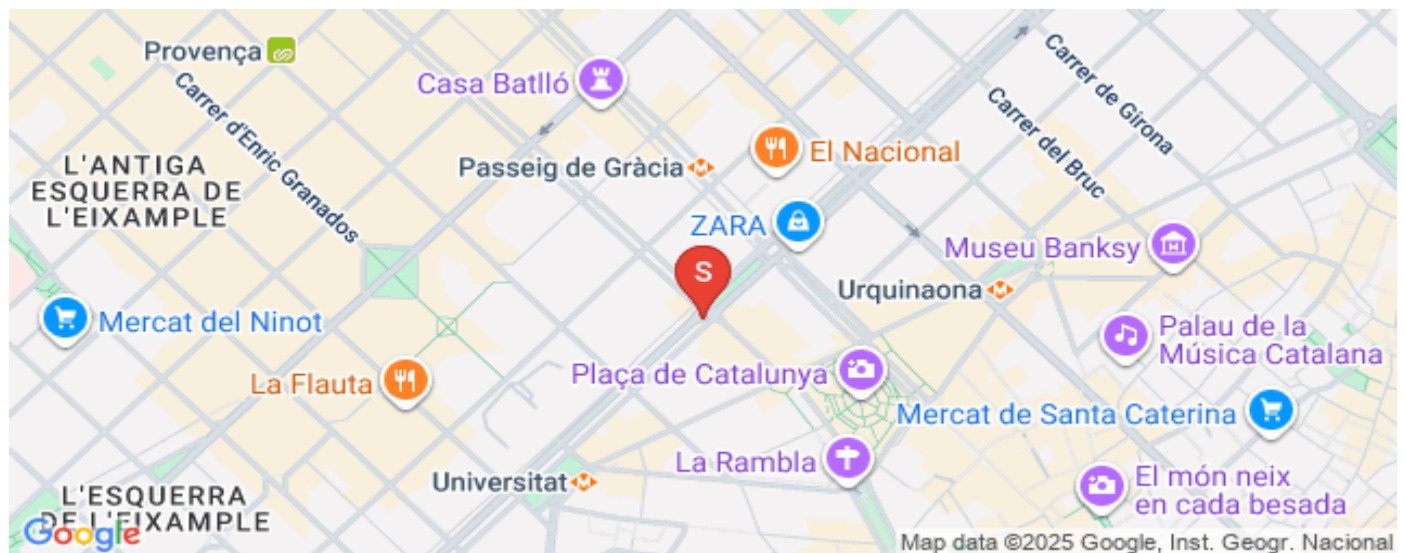 Provença
Carrer d'Enric Granados
Casa Batlló
Carrer de Girona
Carrer del Bruc
L'ANTIGA
ESQUERRA DE
L'EIXAMPLE
Passeig de Gràcia
El Nacional
ZARA
Museu Banksy
S
Urquinaona
Mercat del Ninot
Palau de la
Música Catalana
La Flauta
Plaça de Catalunya
Mercat de Santa Caterina
La Rambla
Universitat
El món neix
en cada besada
L'ESQUERRA
DE L'EIXAMPLE
Google
Map data ©2025 Google, Inst. Geogr. Nacional